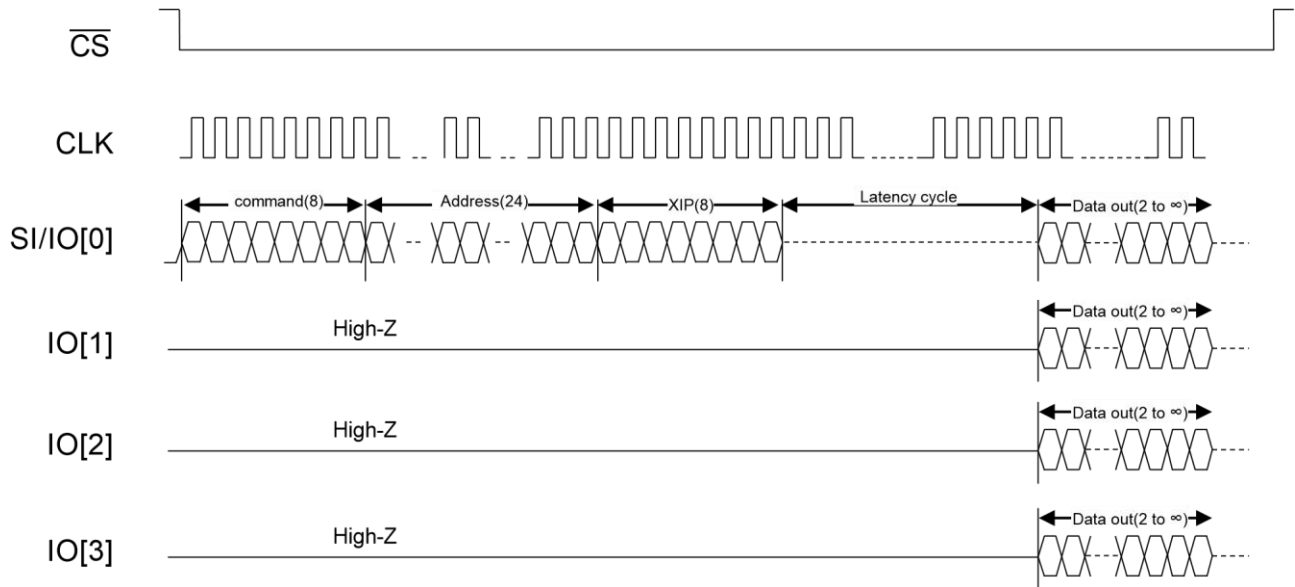 CS
CLK
command(8) Address(24) XIP(8) Latency cycle Data out(2 to ∞)
SI/IO[0]
Data out(2 to ∞)
High-Z
IO[1]
Data out(2 to ∞)
High-Z
IO[2]
Data out(2 to ∞)
High-Z
IO[3]